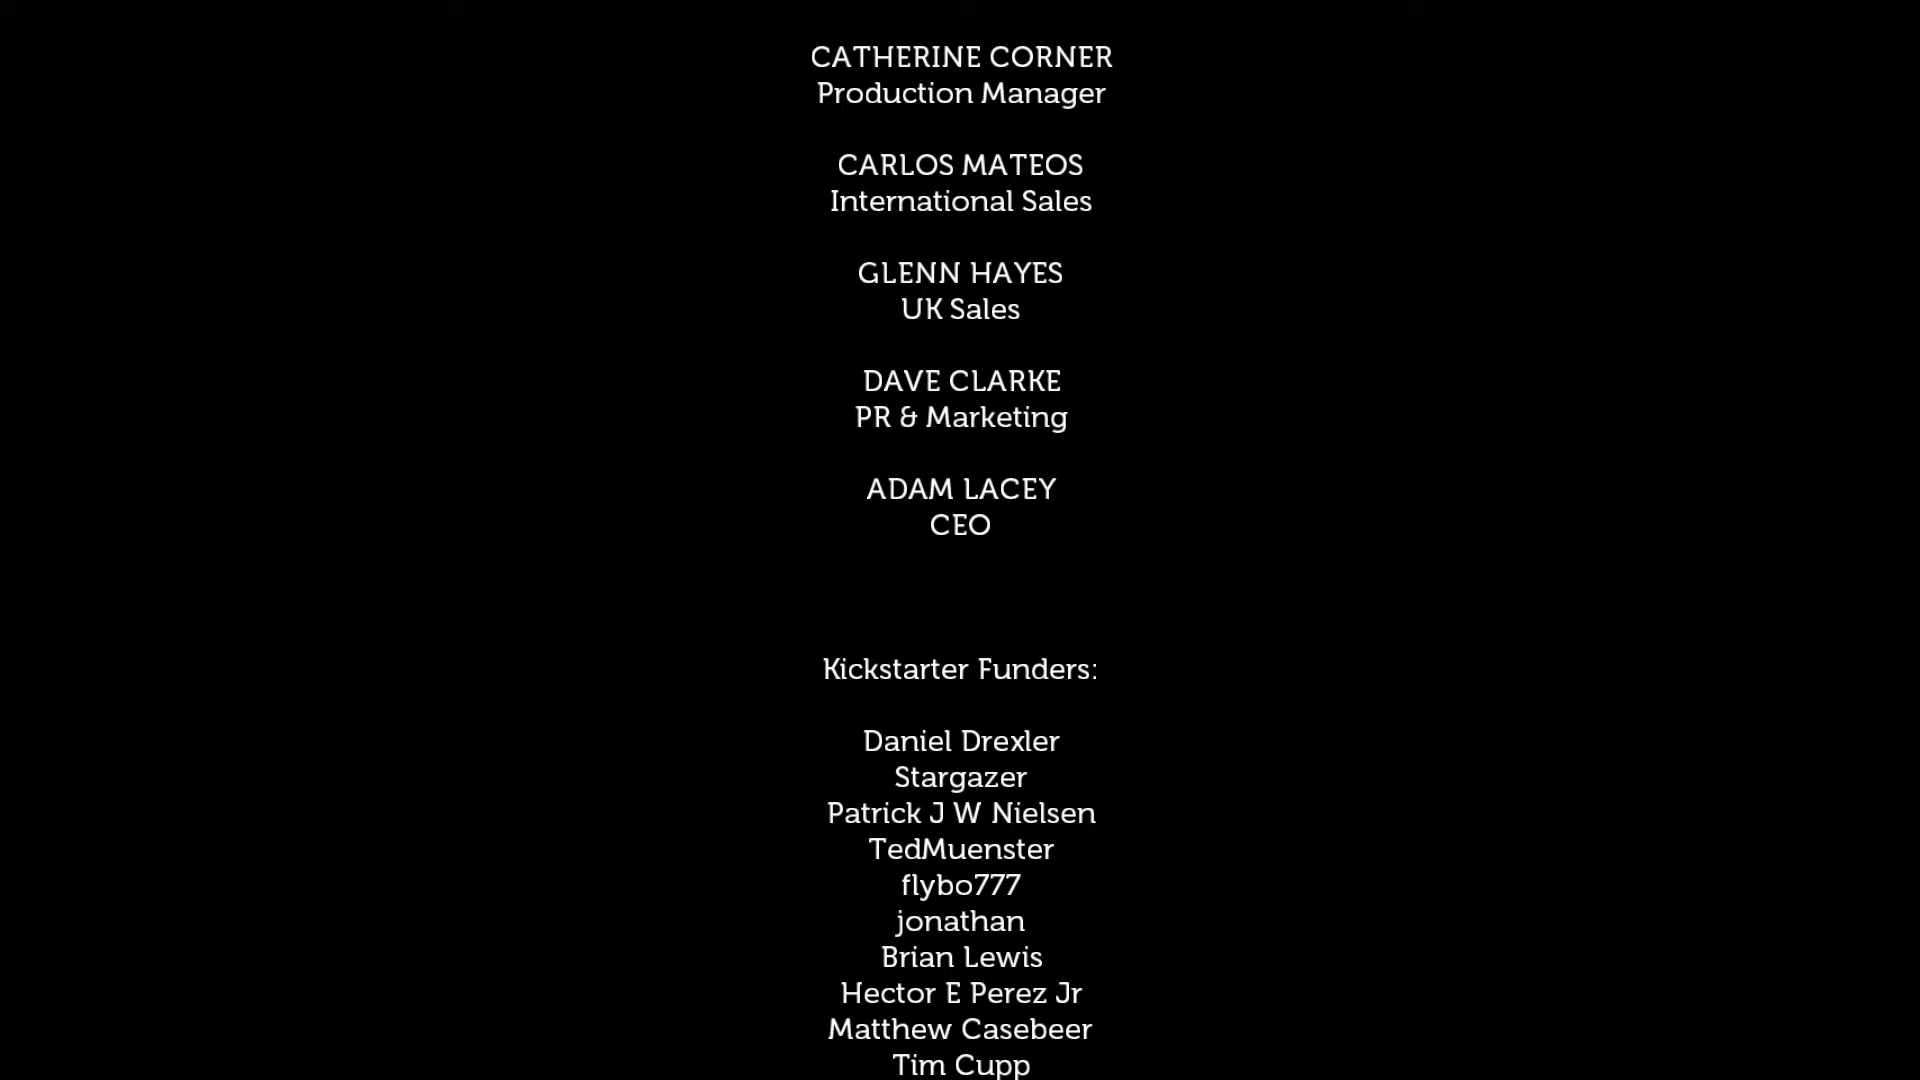 CATHERINE CORNER
Production Manager
CARLOS MATEOS
International Sales
GLENN HAYES
UK Sales
DAVE CLARKE
PR & Marketing
ADAM LACEY
CEO
Kickstarter Funders:
Daniel Drexler
Stargazer
Patrick J W Nielsen
TedMuenster
flybo777
jonathan
Brian Lewis
Hector E Perez Jr
Matthew Casebeer
Tim Cupp